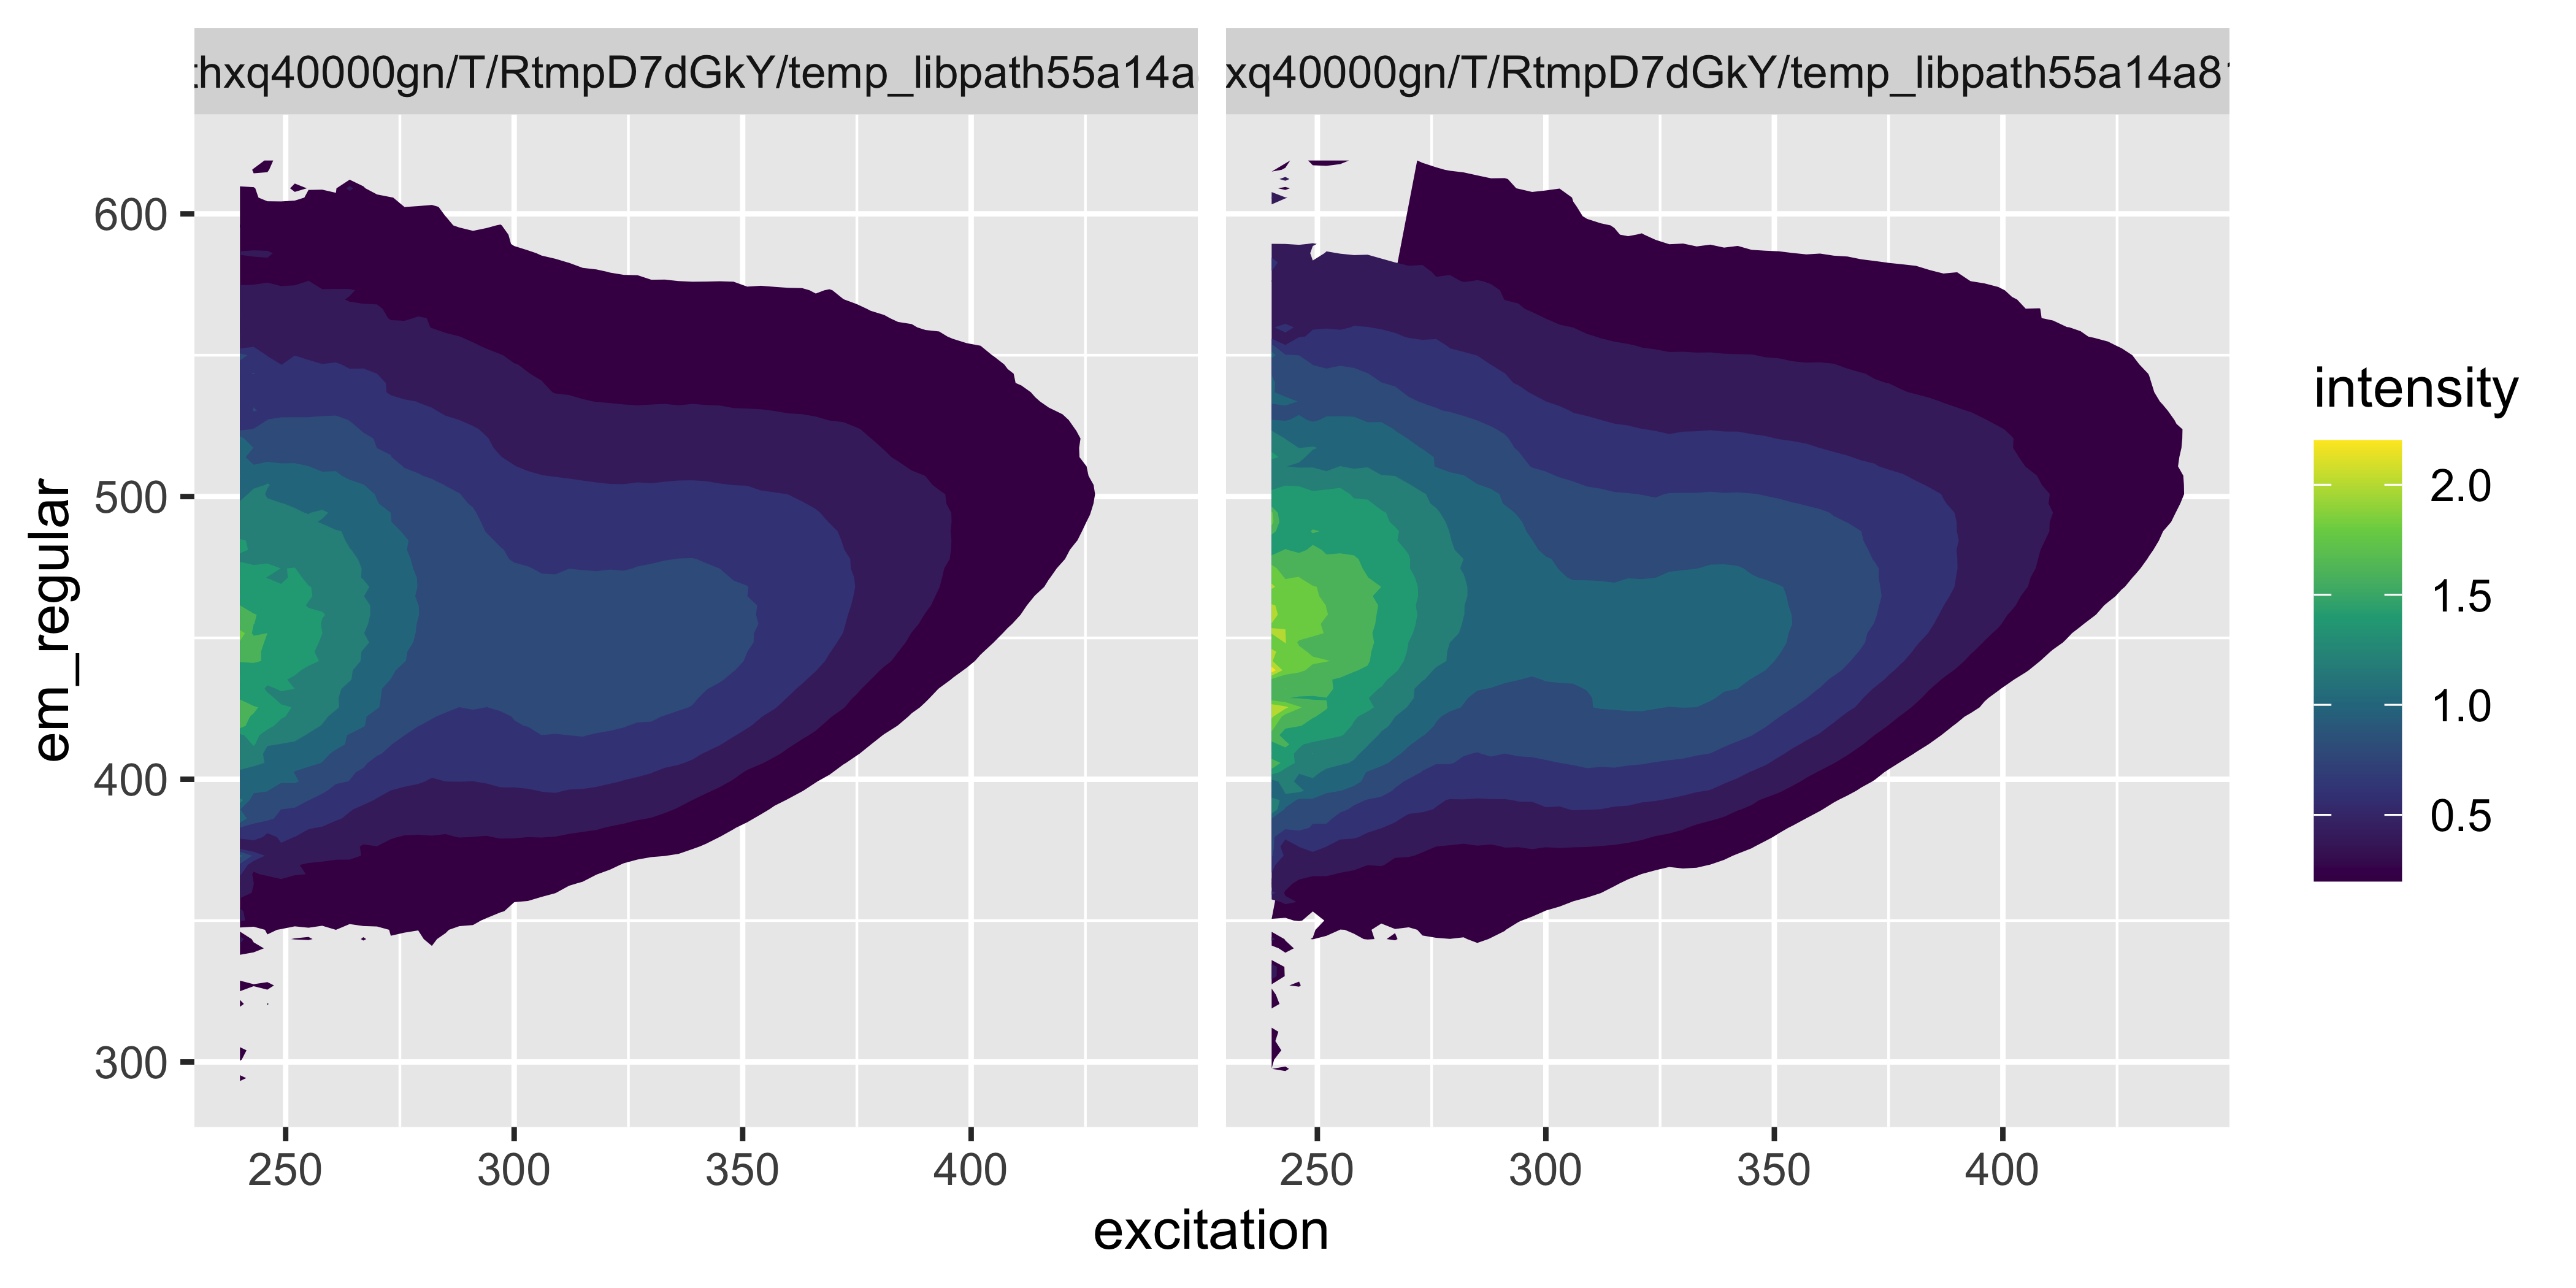 thxq40000gn/T/RtmpD7dGkY/temp_libpath55a14a
xq40000gn/T/RtmpD7dGkY/temp_libpath55a14a8
em_regular
600
500
400
300
250 300 350 400
250 300 350 400
excitation
intensity
2.0
1.5
1.0
0.5